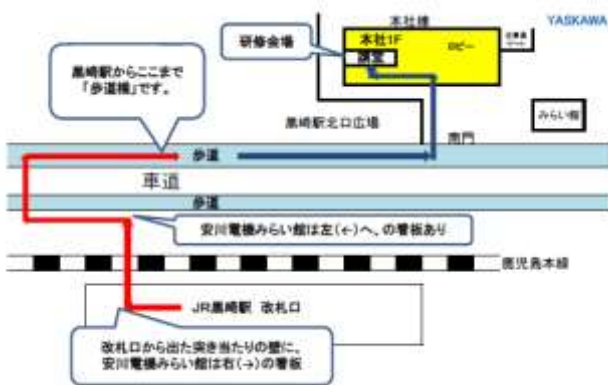 本社棟
YASKAWA
研修会場
本社1F
ロビー
講堂
黒崎駅からここまで
「歩道橋」です。
みらい館
黒崎駅北口広場
南門
歩道
車道
歩道
安川電機みらい館は左(←)へ、の看板あり
鹿児島本線
JR黒崎駅 改札口
改札口から出た突き当たりの壁に、
安川電機みらい館は右(→)の看板